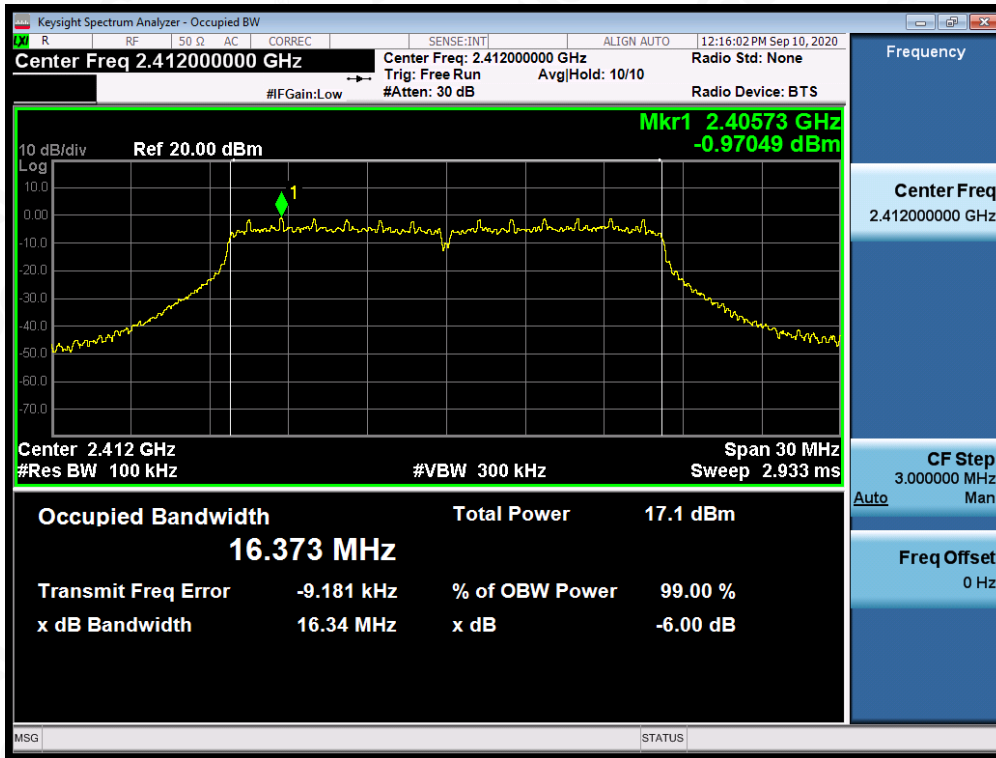 Keysight Spectrum Analyzer - Occupied BW
LXI R RF 50 Ω AC CORREC SENSE:INT ALIGN AUTO 12:16:02 PM Sep 10, 2020
Center Freq 2.412000000 GHz
Center Freq: 2.412000000 GHz Radio Std: None
Trig: Free Run Avg|Hold: 10/10
#IFGain:Low #Atten: 30 dB Radio Device: BTS
Frequency
Mkr1 2.40573 GHz
-0.97049 dBm
10 dB/div Ref 20.00 dBm
Log
10.0
1
0.00
-10.0
-20.0
-30.0
-40.0
-50.0
-60.0
-70.0
Center 2.412 GHz Span 30 MHz
#Res BW 100 kHz #VBW 300 kHz Sweep 2.933 ms
Center Freq
2.412000000 GHz
CF Step
3.000000 MHz
Auto Man
Freq Offset
0 Hz
Occupied Bandwidth Total Power 17.1 dBm
16.373 MHz
Transmit Freq Error -9.181 kHz % of OBW Power 99.00 %
x dB Bandwidth 16.34 MHz x dB -6.00 dB
MSG STATUS